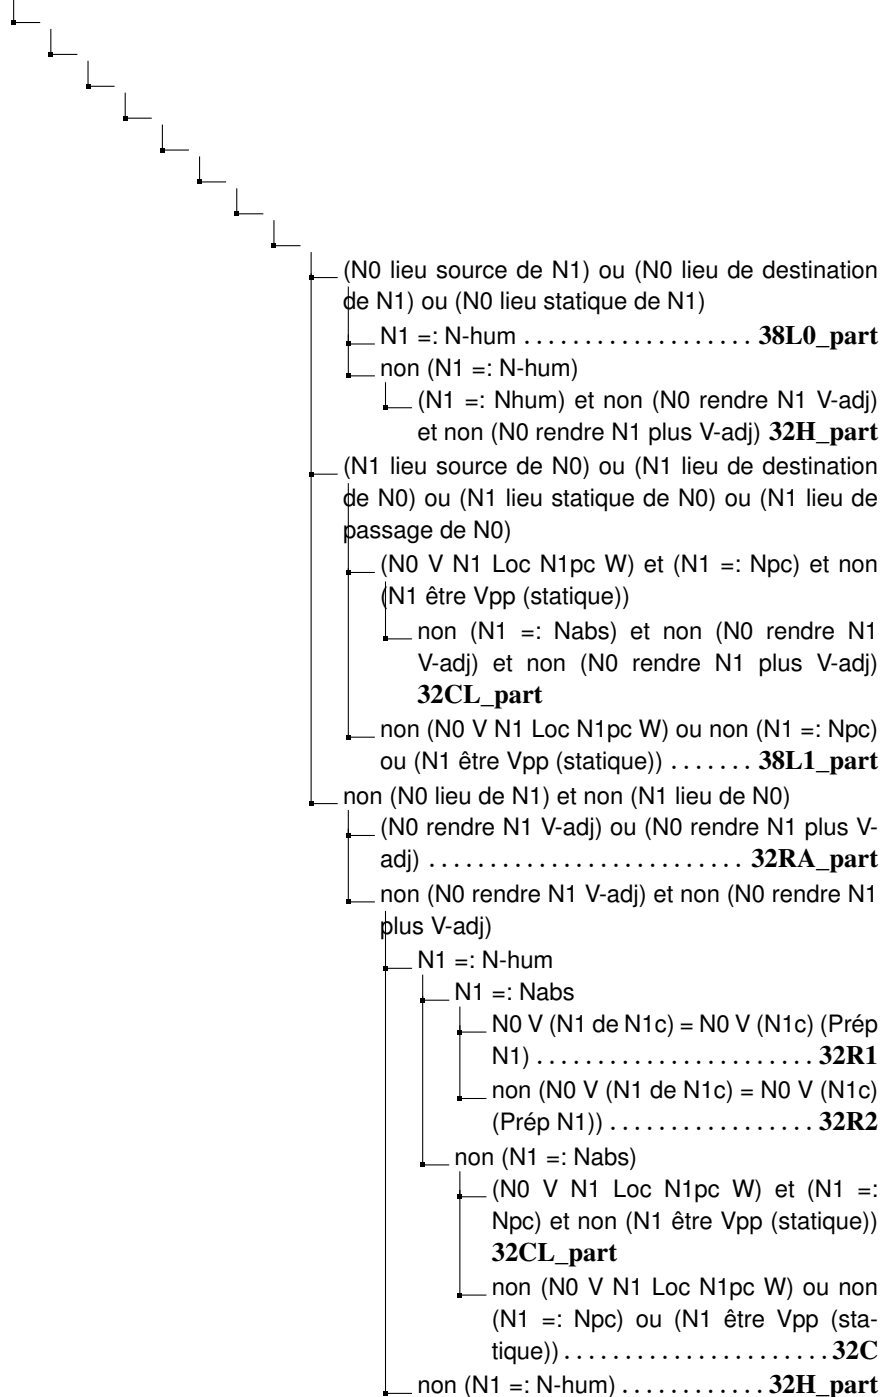 (N0 lieu source de N1) ou (N0 lieu de destination
de N1) ou (N0 lieu statique de N1)
N1 =: N-hum . . . . . . . . . . . . . . . . . . . 38L0_part
non (N1 =: N-hum)
(N1 =: Nhum) et non (N0 rendre N1 V-adj)
et non (N0 rendre N1 plus V-adj) 32H_part
(N1 lieu source de N0) ou (N1 lieu de destination
de N0) ou (N1 lieu statique de N0) ou (N1 lieu de
passage de N0)
(N0 V N1 Loc N1pc W) et (N1 =: Npc) et non
(N1 être Vpp (statique))
non (N1 =: Nabs) et non (N0 rendre N1
V-adj) et non (N0 rendre N1 plus V-adj)
32CL_part
non (N0 V N1 Loc N1pc W) ou non (N1 =: Npc)
ou (N1 être Vpp (statique)) . . . . . . . 38L1_part
non (N0 lieu de N1) et non (N1 lieu de N0)
(N0 rendre N1 V-adj) ou (N0 rendre N1 plus V-
adj) . . . . . . . . . . . . . . . . . . . . . . . . . 32RA_part
non (N0 rendre N1 V-adj) et non (N0 rendre N1
plus V-adj)
N1 =: N-hum
N1 =: Nabs
N0 V (N1 de N1c) = N0 V (N1c) (Prép
N1) . . . . . . . . . . . . . . . . . . . . . . . 32R1
non (N0 V (N1 de N1c) = N0 V (N1c)
(Prép N1)) . . . . . . . . . . . . . . . . . 32R2
non (N1 =: Nabs)
(N0 V N1 Loc N1pc W) et (N1 =:
Npc) et non (N1 être Vpp (statique))
32CL_part
non (N0 V N1 Loc N1pc W) ou non
(N1 =: Npc) ou (N1 être Vpp (sta-
tique)) . . . . . . . . . . . . . . . . . . . . . . . 32C
non (N1 =: N-hum) . . . . . . . . . . . . 32H_part